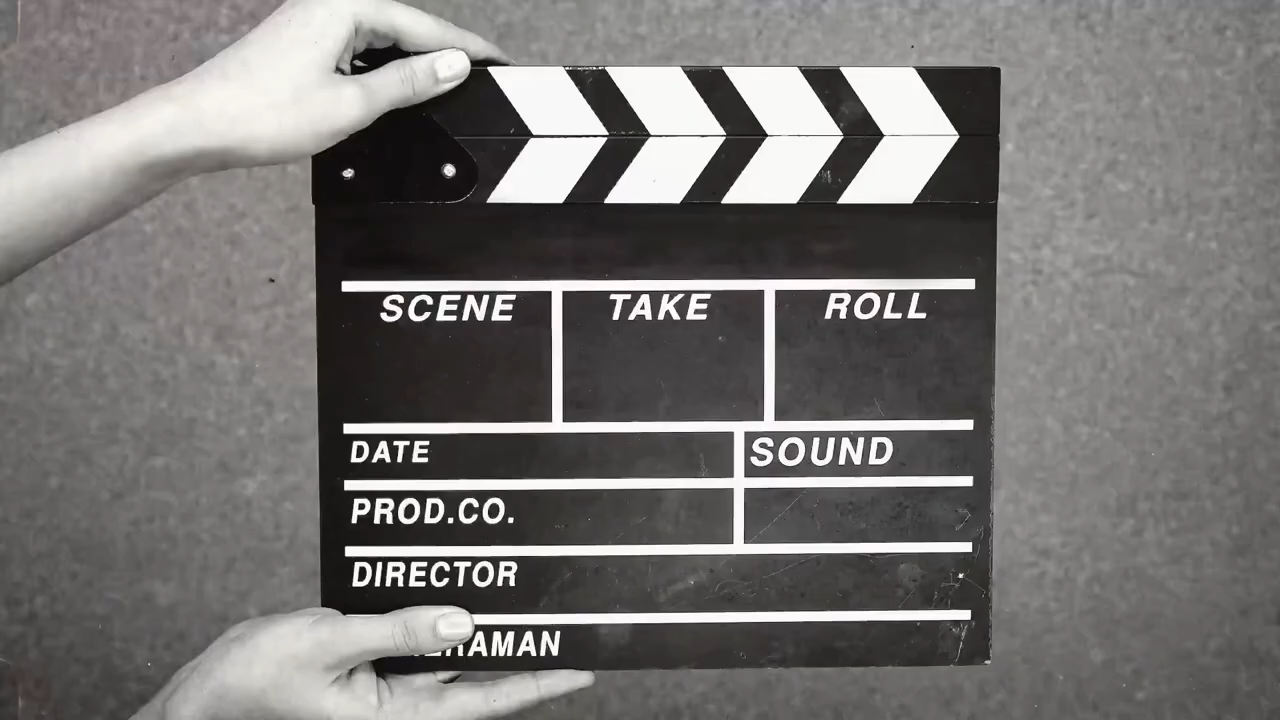 SCENE TAKE ROLL
DATE SOUND
PROD.CO.
DIRECTOR